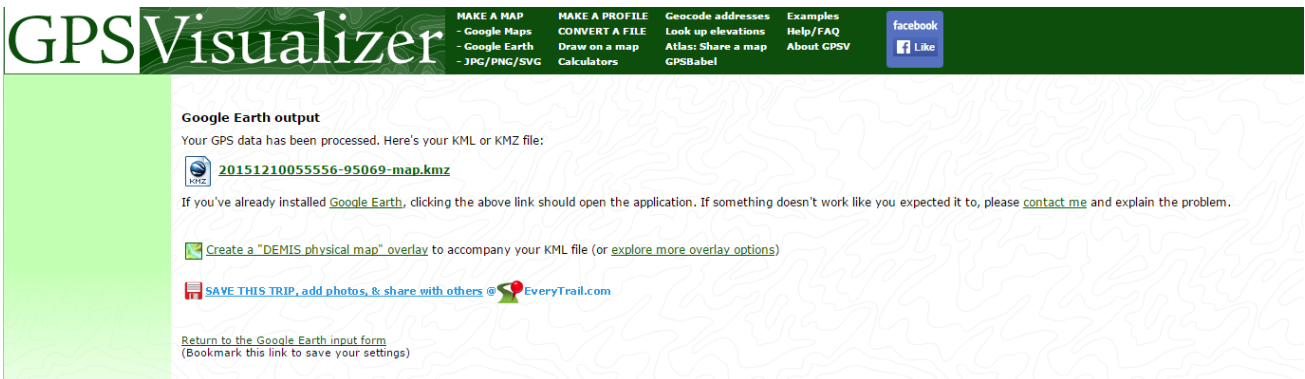 GPSVisualizer
MAKE A MAP
- Google Maps
- Google Earth
- JPG/PNG/SVG
MAKE A PROFILE
CONVERT A FILE
Draw on a map
Calculators
Geocode addresses
Look up elevations
Atlas: Share a map
GPSBabel
Examples
Help/FAQ
About GPSV
facebook
f Like
Google Earth output
Your GPS data has been processed. Here's your KML or KMZ file:
KMZ
20151210055556-95069-map.kmz
If you've already installed Google Earth, clicking the above link should open the application. If something doesn't work like you expected it to, please contact me and explain the problem.
Create a "DEMIS physical map" overlay to accompany your KML file (or explore more overlay options)
SAVE THIS TRIP, add photos, & share with others @ EveryTrail.com
Return to the Google Earth input form
(Bookmark this link to save your settings)